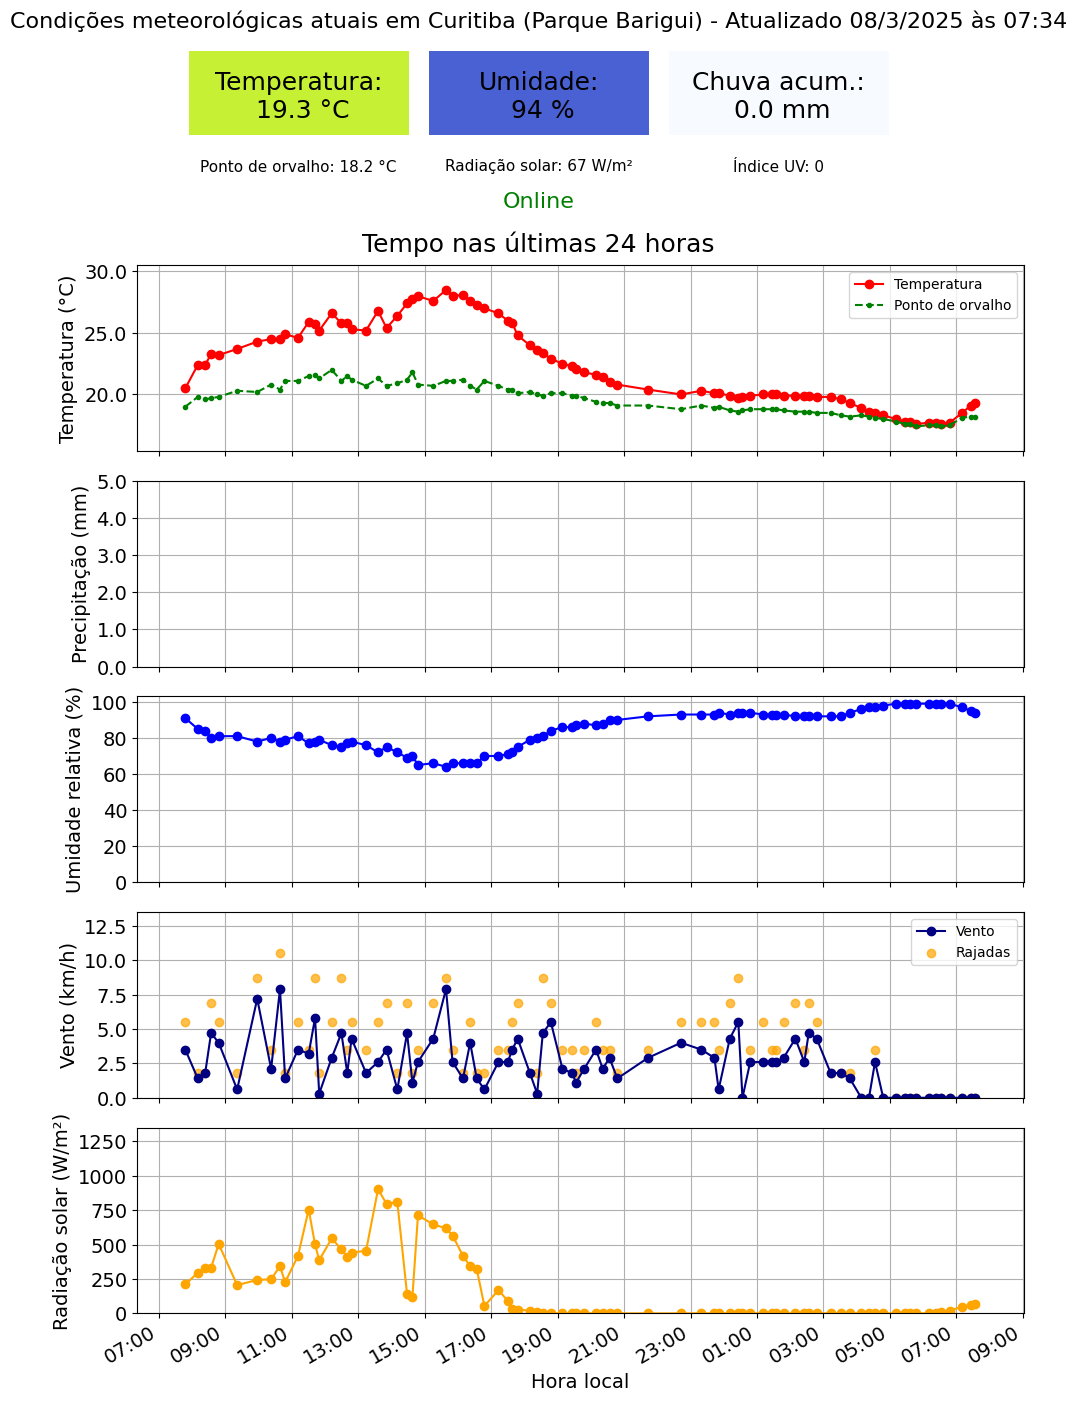 Condições meteorológicas atuais em Curitiba (Parque Barigui) - Atualizado 08/3/2025 às 07:34
Temperatura:
19.3 °C
Umidade:
94 %
Chuva acum.:
0.0 mm
Ponto de orvalho: 18.2 °C
Radiação solar: 67 W/m²
Índice UV: 0
Online
Tempo nas últimas 24 horas
Temperatura (°C)
30.0
25.0
20.0
Temperatura
Ponto de orvalho
Precipitação (mm)
5.0
4.0
3.0
2.0
1.0
0.0
Umidade relativa (%)
100
80
60
40
20
0
Vento (km/h)
12.5
10.0
7.5
5.0
2.5
0.0
Vento
Rajadas
Radiação solar (W/m²)
1250
1000
750
500
250
0
07:00
09:00
11:00
13:00
15:00
17:00
19:00
21:00
23:00
01:00
03:00
05:00
07:00
09:00
Hora local